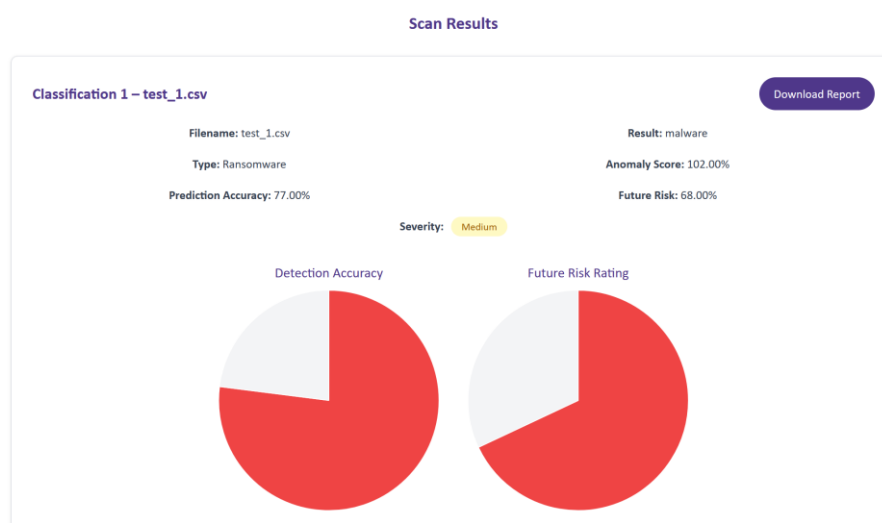 Scan Results
Classification 1 – test_1.csv
Download Report
Filename: test_1.csv
Result: malware
Type: Ransomware
Anomaly Score: 102.00%
Prediction Accuracy: 77.00%
Future Risk: 68.00%
Severity: Medium
Detection Accuracy
Future Risk Rating